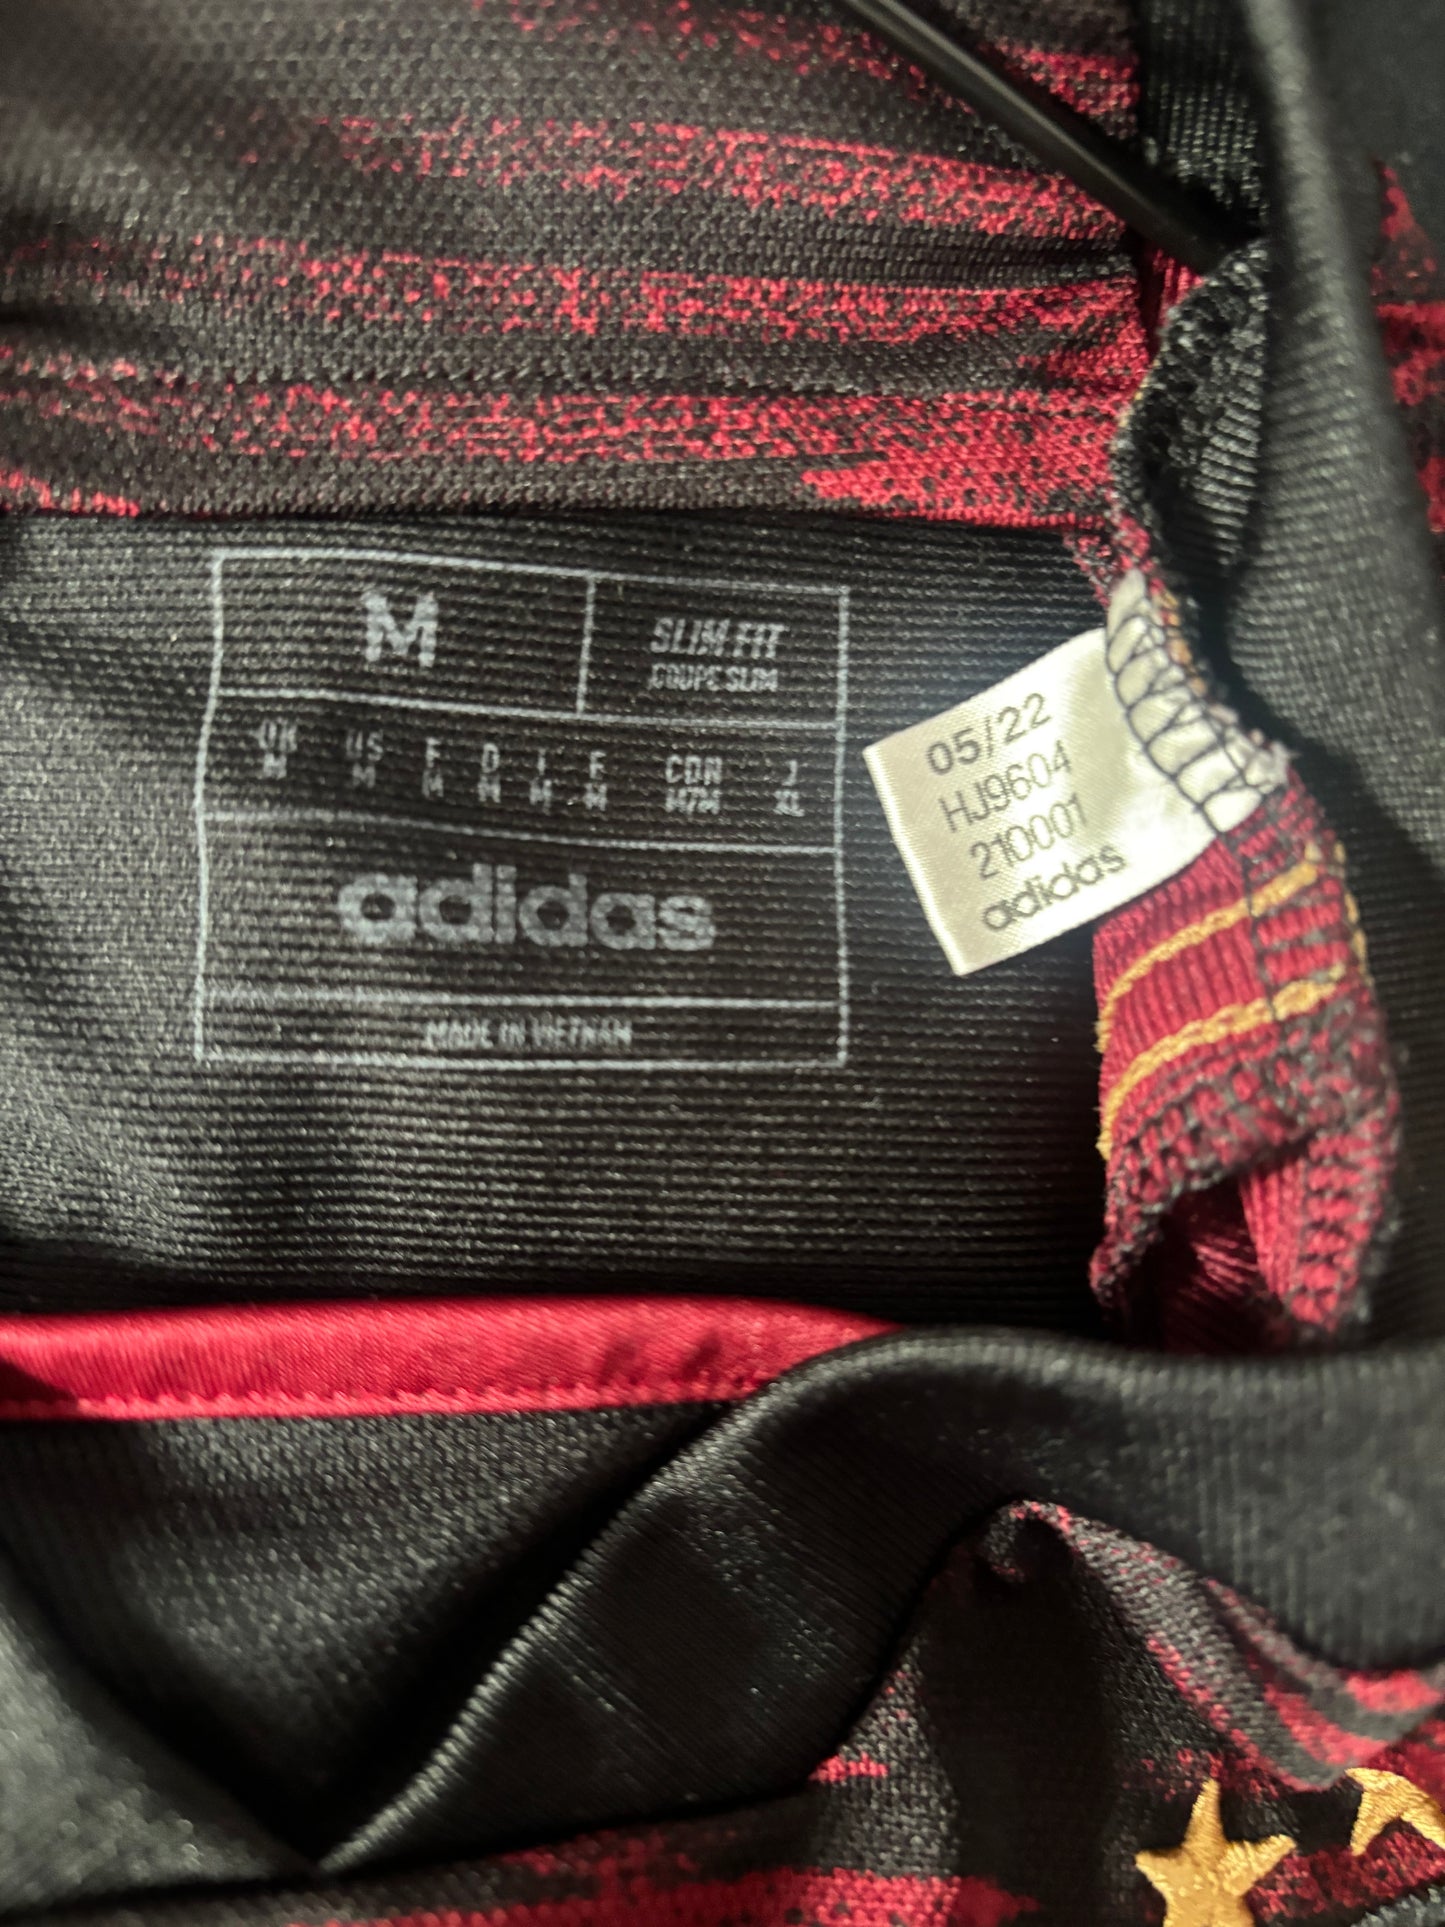 M
SLIM FIT
COUPE SLIM
UK US F D I E CDN J
M M M M M M M/M XL
adidas
MADE IN VIETNAM
05/22
HJ9604
210001
adidas